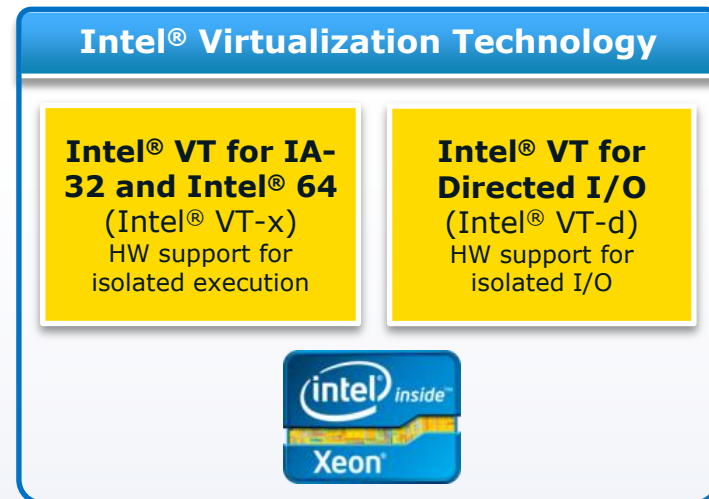 Intel® Virtualization Technology
Intel® VT for IA-
32 and Intel® 64
(Intel® VT-x)
HW support for
isolated execution
Intel® VT for
Directed I/O
(Intel® VT-d)
HW support for
isolated I/O
intel inside™
Xeon®